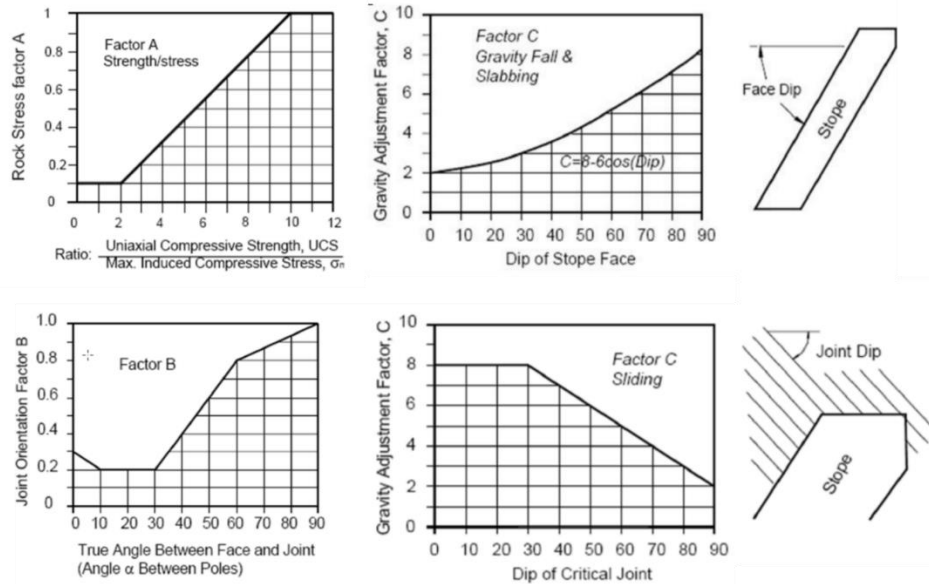 Rock Stress factor A
1
0.8
0.6
0.4
0.2
0
Factor A
Strength/stress
0 2 4 6 8 10 12
Ratio: Uniaxial Compressive Strength, UCS
Max. Induced Compressive Stress, σ
Gravity Adjustment Factor, C
10
8
6
4
2
0
Factor C
Gravity Fall &
Slabbing
C=8-6cos(Dip)
0 10 20 30 40 50 60 70 80 90
Dip of Stope Face
Face Dip
Stope
Joint Orientation Factor B
1.0
0.8
0.6
0.4
0.2
0
Factor B
0 10 20 30 40 50 60 70 80 90
True Angle Between Face and Joint
(Angle α Between Poles)
Gravity Adjustment Factor, C
10
8
6
4
2
0
Factor C
Sliding
0 10 20 30 40 50 60 70 80 90
Dip of Critical Joint
Joint Dip
Stope